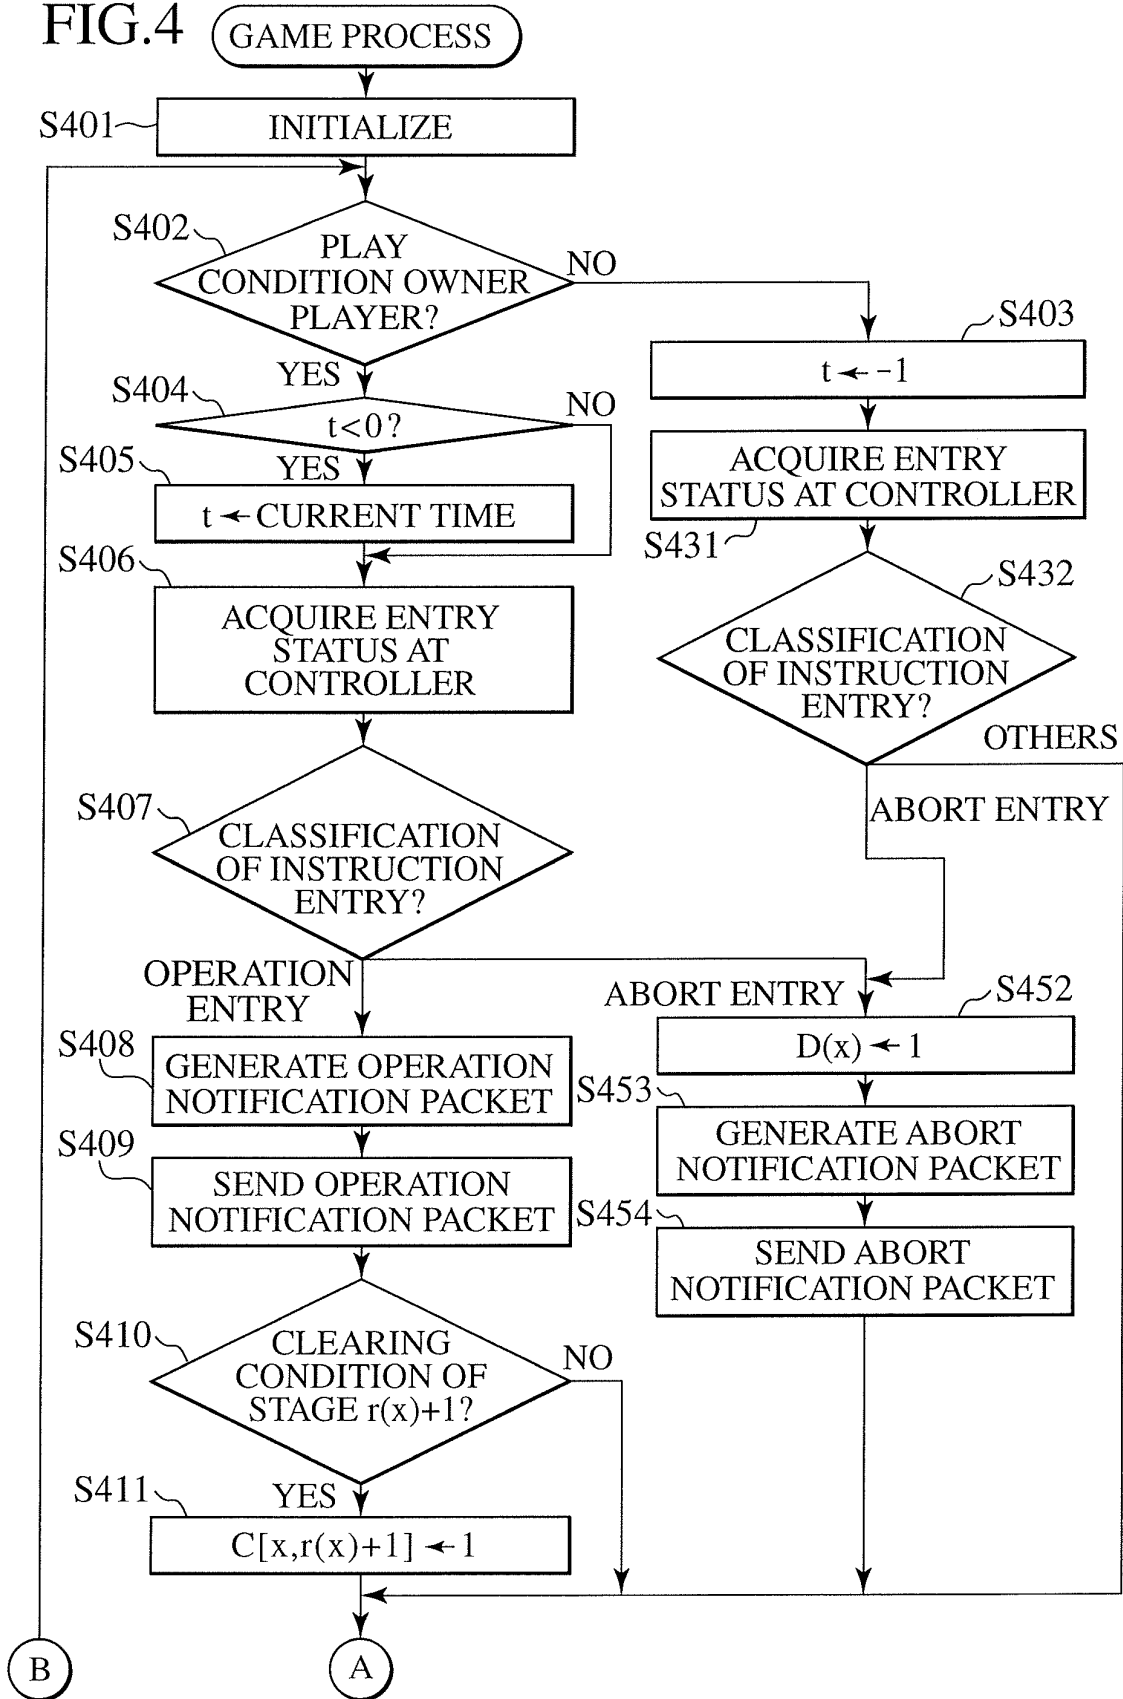 FIG.4
GAME PROCESS
S401
INITIALIZE
S402
PLAY
CONDITION OWNER
PLAYER?
NO
S403
t ← -1
YES
S404
t<0?
NO
YES
S405
t ← CURRENT TIME
ACQUIRE ENTRY
STATUS AT CONTROLLER
S431
S406
ACQUIRE ENTRY
STATUS AT
CONTROLLER
S432
CLASSIFICATION
OF INSTRUCTION
ENTRY?
OTHERS
ABORT ENTRY
S407
CLASSIFICATION
OF INSTRUCTION
ENTRY?
OPERATION
ENTRY
ABORT ENTRY
S452
D(x) ← 1
S408
GENERATE OPERATION
NOTIFICATION PACKET
S453
GENERATE ABORT
NOTIFICATION PACKET
S409
SEND OPERATION
NOTIFICATION PACKET
S454
SEND ABORT
NOTIFICATION PACKET
S410
CLEARING
CONDITION OF
STAGE r(x)+1?
NO
YES
S411
C[x,r(x)+1] ← 1
B
A